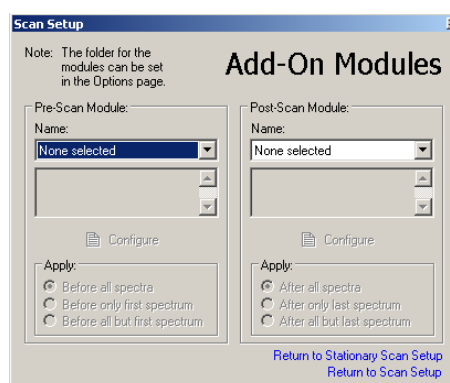 Scan Setup
Note: The folder for the
modules can be set
in the Options page.
Add-On Modules
Pre-Scan Module:
Name:
None selected
Configure
Apply:
Before all spectra
Before only first spectrum
Before all but first spectrum
Post-Scan Module:
Name:
None selected
Configure
Apply:
After all spectra
After only last spectrum
After all but last spectrum
Return to Stationary Scan Setup
Return to Scan Setup